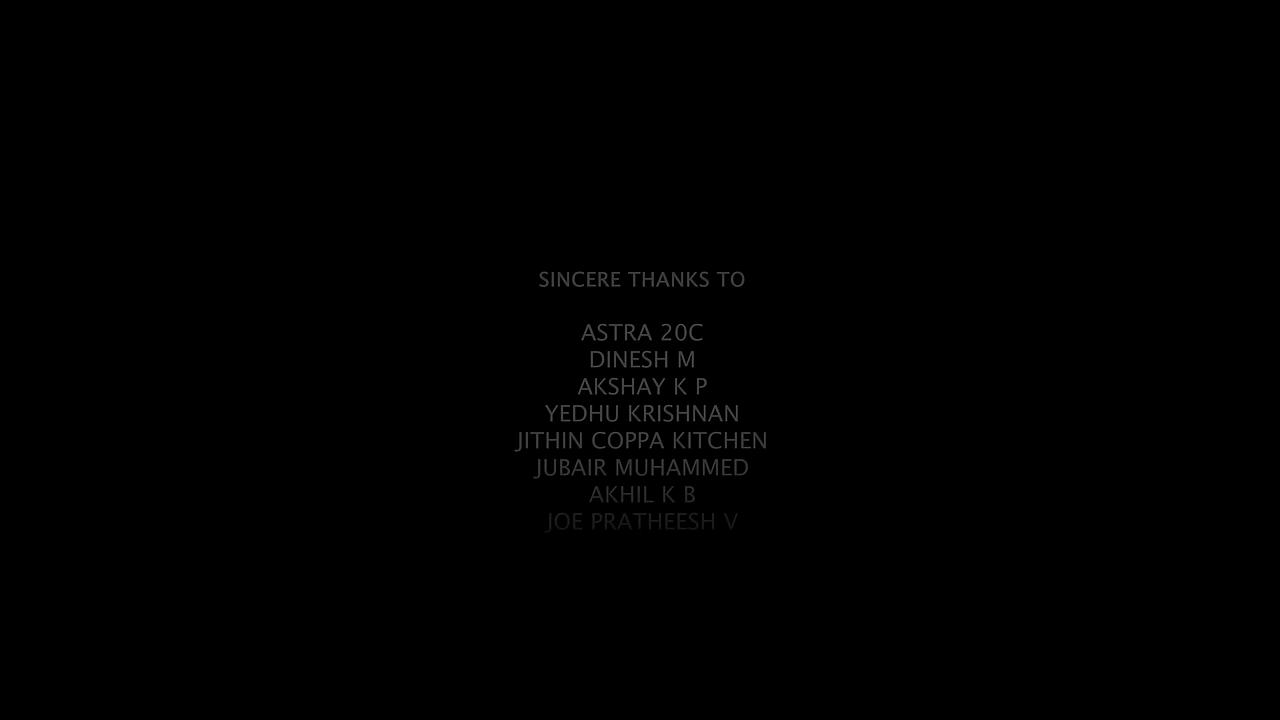 SINCERE THANKS TO
ASTRA 20C
DINESH M
AKSHAY K P
YEDHU KRISHNAN
JITHIN COPPA KITCHEN
JUBAIR MUHAMMED
AKHIL K B
JOE PRATHEESH V